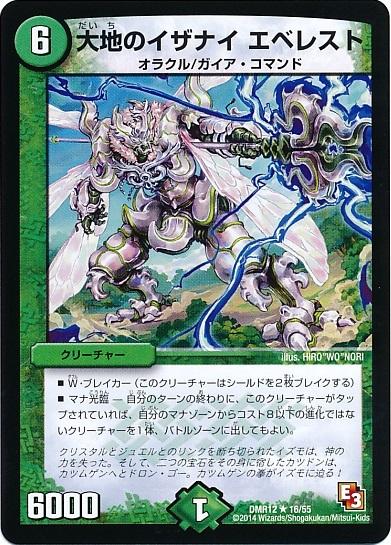 6
だいち
大地のイザナイ エベレスト
オラクル/ガイア・コマンド
illus. HIRO"WO"NORI
クリーチャー
■ W・ブレイカー (このクリーチャーはシールドを2枚ブレイクする)
■ マナ光臨 ― 自分のターンの終わりに、このクリーチャーがタッ
プされていれば、自分のマナゾーンからコスト8以下の進化ではな
いクリーチャーを1体、バトルゾーンに出してもよい。
クリスタルとジュエルとのリンクを断ち切られたイズモは、神の
力を失った。そして、二つの宝石をその身に宿したカツドンは、
カツムゲンへとドロン・ゴー。カツムゲンの拳がイズモに迫る!
6000
E3
DMR12 ★ 16/55
©2014 Wizards/Shogakukan/Mitsui-Kids